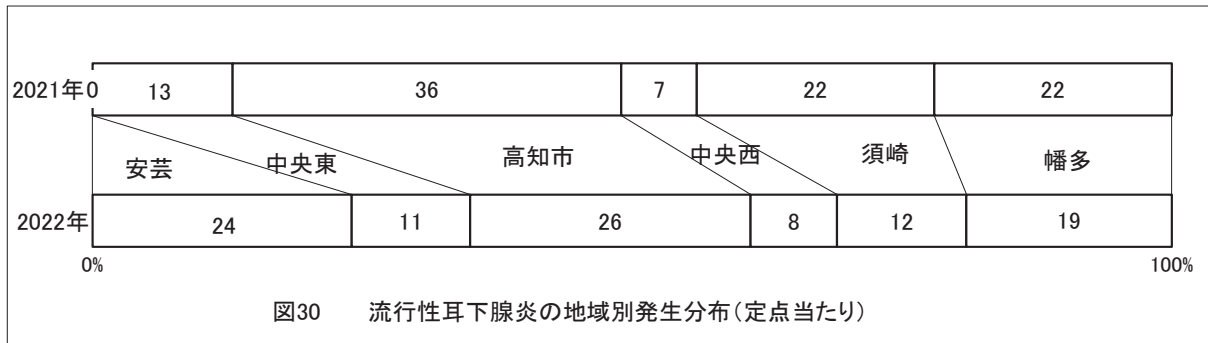 2021年 0 13 36 7 22 22
安芸 中央東 高知市 中央西 須崎 幡多
2022年 24 11 26 8 12 19
0% 100%
図30 流行性耳下腺炎の地域別発生分布(定点当たり)